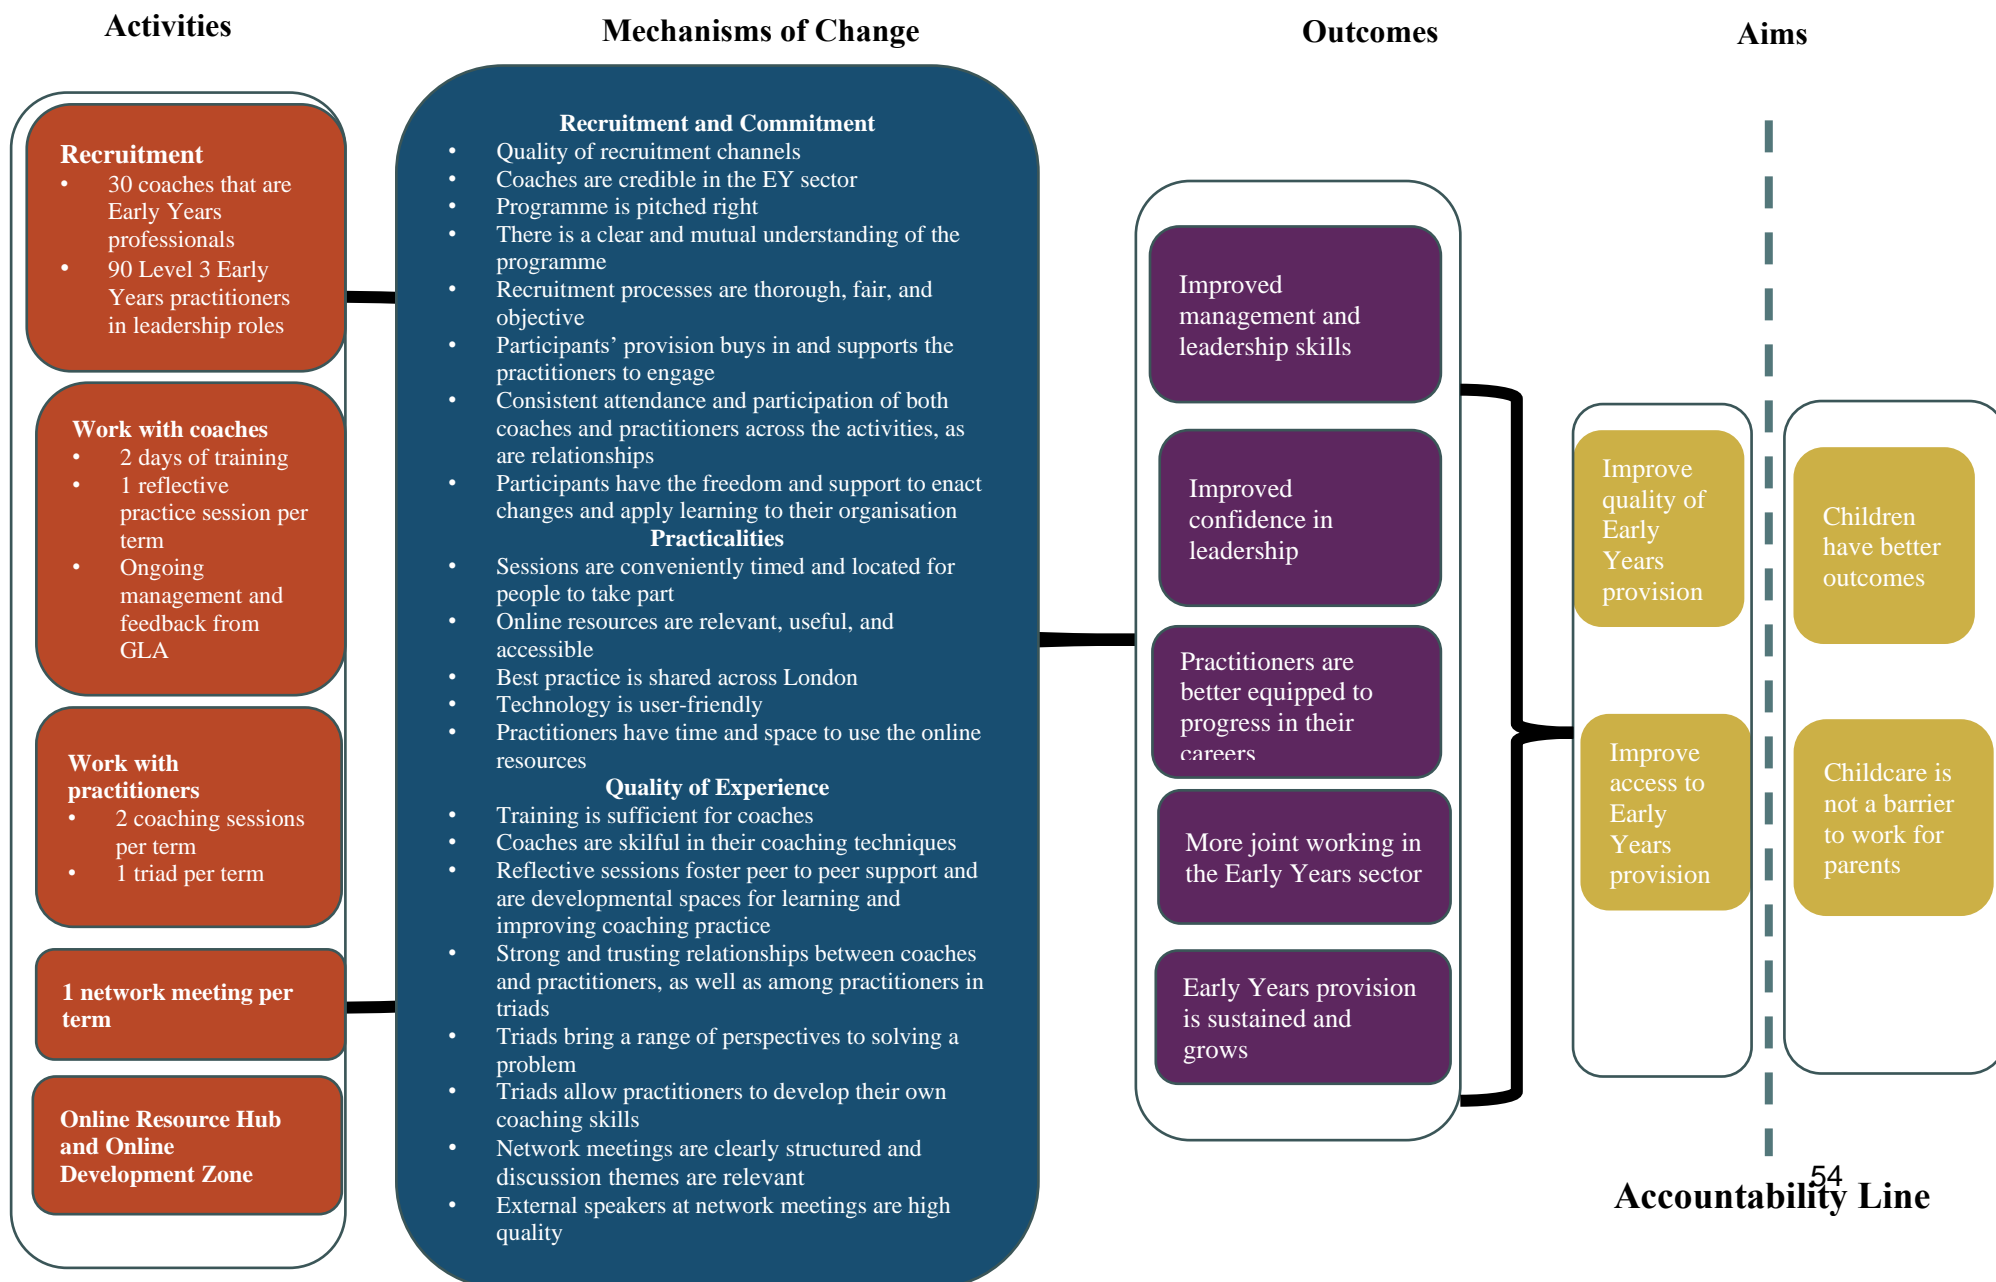 Activities
Mechanisms of Change
Outcomes
Aims
Recruitment
• 30 coaches that are
Early Years
professionals
• 90 Level 3 Early
Years practitioners
in leadership roles
Work with coaches
• 2 days of training
• 1 reflective
practice session per
term
• Ongoing
management and
feedback from
GLA
Work with
practitioners
• 2 coaching sessions
per term
• 1 triad per term
1 network meeting per
term
Online Resource Hub
and Online
Development Zone
Recruitment and Commitment
• Quality of recruitment channels
• Coaches are credible in the EY sector
• Programme is pitched right
• There is a clear and mutual understanding of the
programme
• Recruitment processes are thorough, fair, and
objective
• Participants’ provision buys in and supports the
practitioners to engage
• Consistent attendance and participation of both
coaches and practitioners across the activities, as
are relationships
• Participants have the freedom and support to enact
changes and apply learning to their organisation
Practicalities
• Sessions are conveniently timed and located for
people to take part
• Online resources are relevant, useful, and
accessible
• Best practice is shared across London
• Technology is user-friendly
• Practitioners have time and space to use the online
resources
Quality of Experience
• Training is sufficient for coaches
• Coaches are skilful in their coaching techniques
• Reflective sessions foster peer to peer support and
are developmental spaces for learning and
improving coaching practice
• Strong and trusting relationships between coaches
and practitioners, as well as among practitioners in
triads
• Triads bring a range of perspectives to solving a
problem
• Triads allow practitioners to develop their own
coaching skills
• Network meetings are clearly structured and
discussion themes are relevant
• External speakers at network meetings are high
quality
Improved
management and
leadership skills
Improved
confidence in
leadership
Practitioners are
better equipped to
progress in their
careers
More joint working in
the Early Years sector
Early Years provision
is sustained and
grows
Improve
quality of
Early
Years
provision
Improve
access to
Early
Years
provision
Children
have better
outcomes
Childcare is
not a barrier
to work for
parents
54
Accountability Line